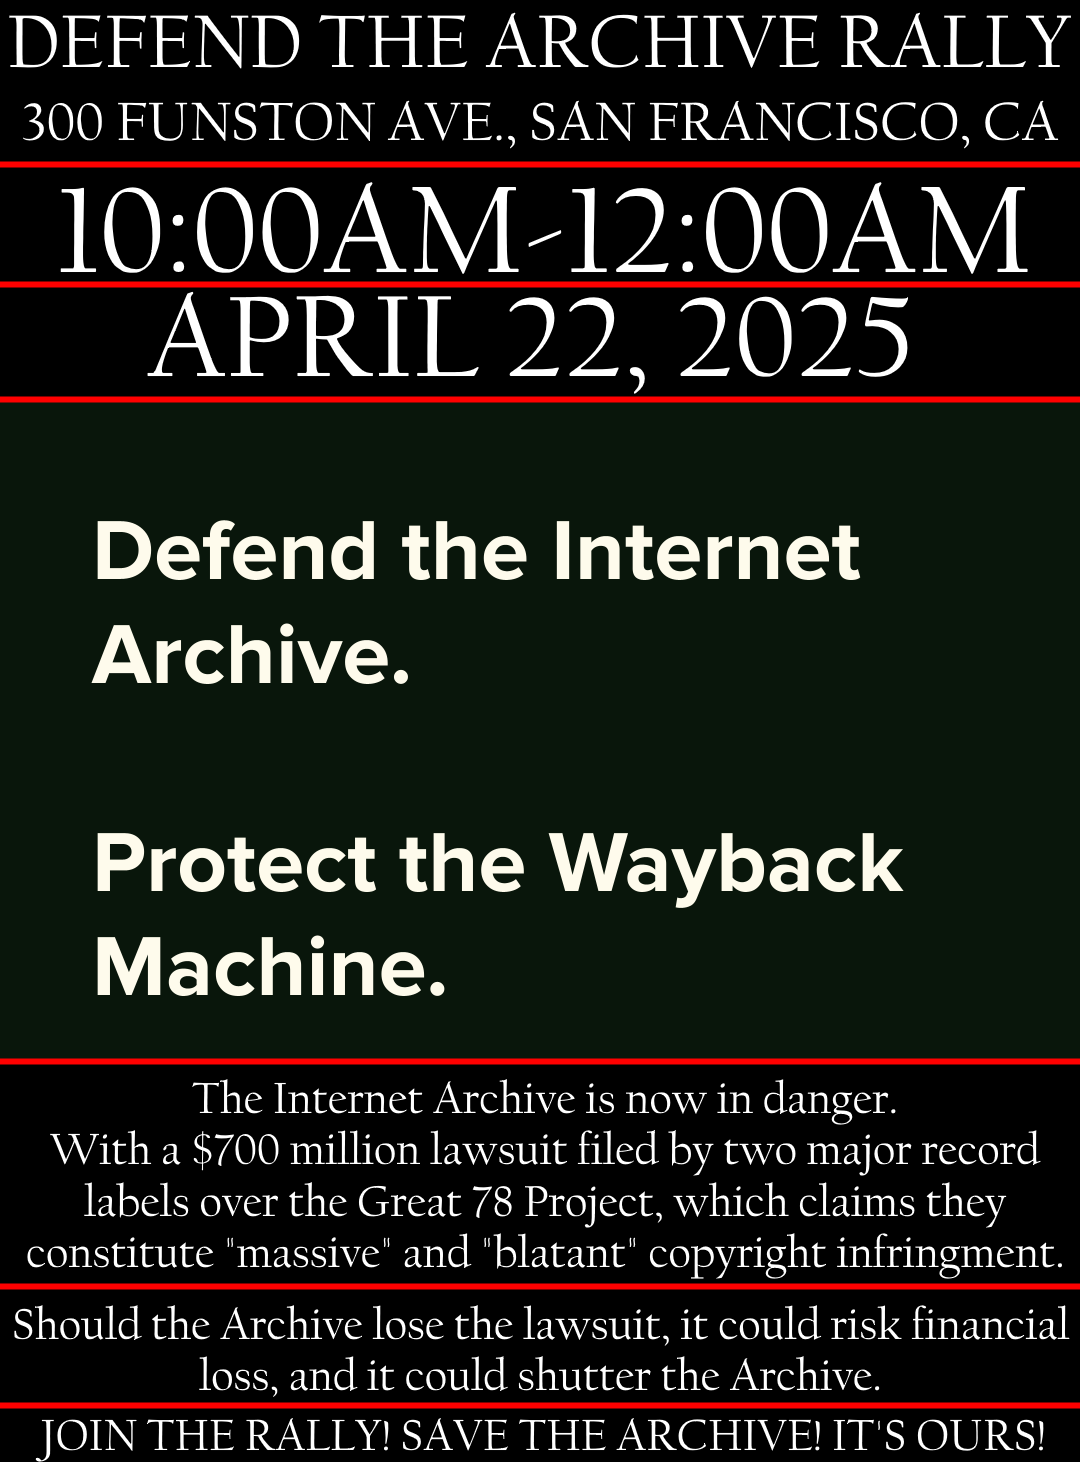 DEFEND THE ARCHIVE RALLY
300 FUNSTON AVE., SAN FRANCISCO, CA
10:00AM-12:00AM
APRIL 22, 2025
Defend the Internet
Archive.
Protect the Wayback
Machine.
The Internet Archive is now in danger.
With a $700 million lawsuit filed by two major record
labels over the Great 78 Project, which claims they
constitute "massive" and "blatant" copyright infringment.
Should the Archive lose the lawsuit, it could risk financial
loss, and it could shutter the Archive.
JOIN THE RALLY! SAVE THE ARCHIVE! IT'S OURS!